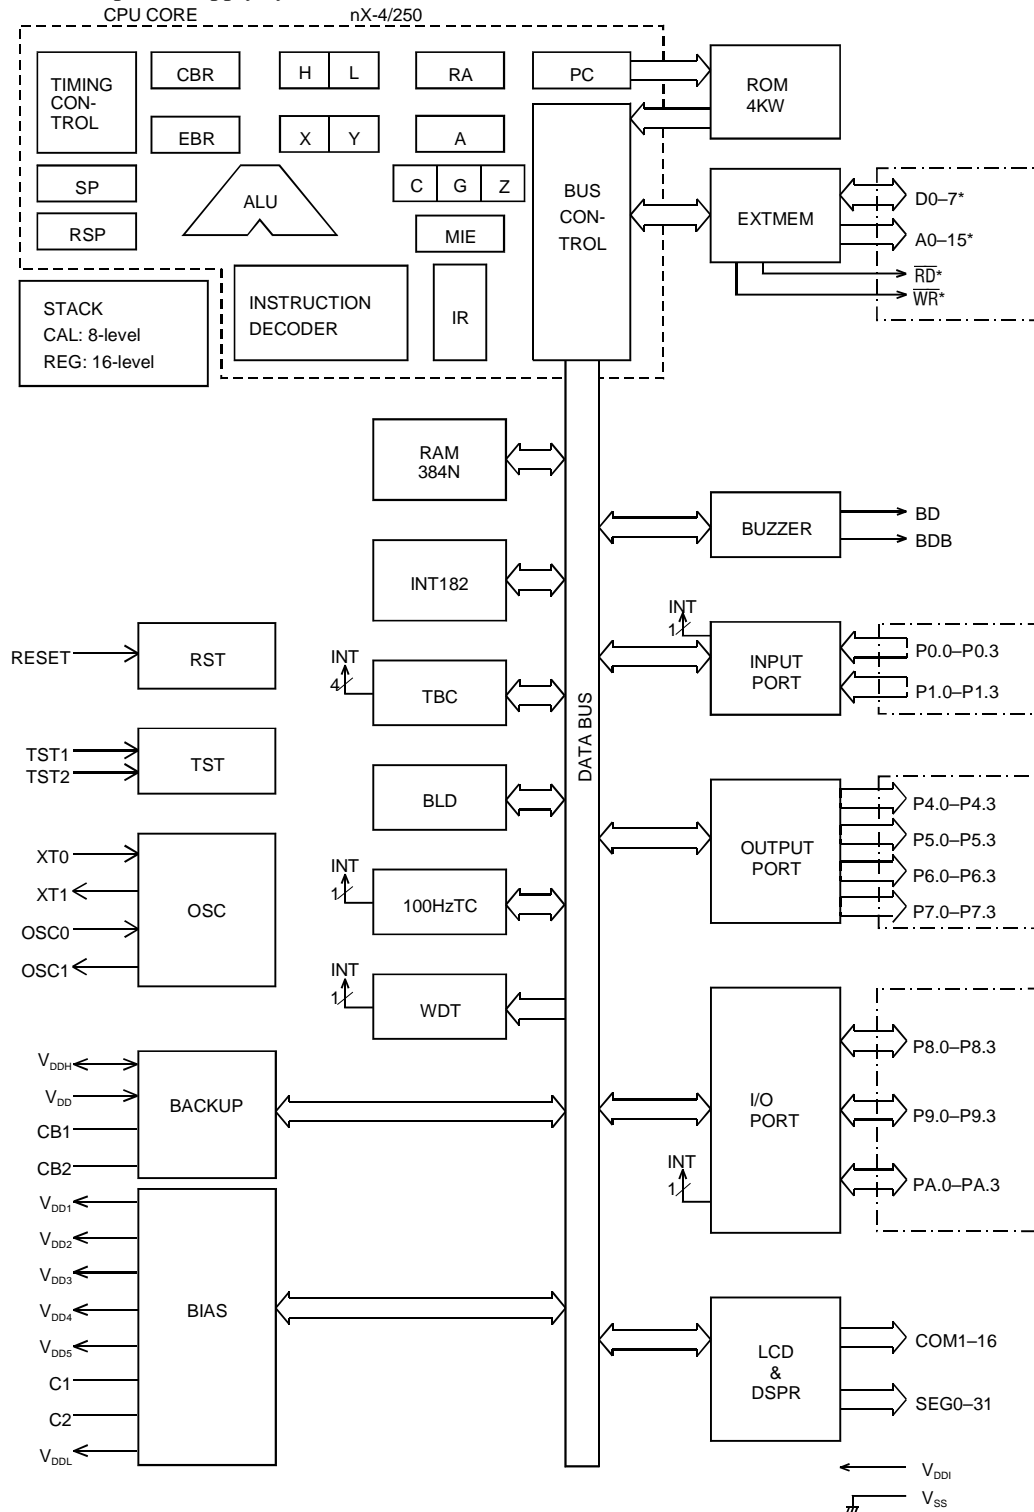 CPU CORE
nX-4/250
TIMING
CON-
TROL
CBR
H
L
RA
PC
ROM
4KW
EBR
X
Y
A
SP
ALU
C
G
Z
BUS
CON-
TROL
EXTMEM
D0–7*
A0–15*
RD*
WR*
RSP
MIE
STACK
CAL: 8-level
REG: 16-level
INSTRUCTION
DECODER
IR
RAM
384N
DATA BUS
BUZZER
BD
BDB
INT182
INT
1
INPUT
PORT
P0.0–P0.3
P1.0–P1.3
RESET
RST
INT
4
TBC
TST1
TST2
TST
BLD
OUTPUT
PORT
P4.0–P4.3
P5.0–P5.3
P6.0–P6.3
P7.0–P7.3
XT0
XT1
OSC0
OSC1
OSC
INT
1
100HzTC
INT
1
WDT
I/O
PORT
INT
1
P8.0–P8.3
P9.0–P9.3
PA.0–PA.3
VDDH
VDD
CB1
CB2
BACKUP
VDD1
VDD2
VDD3
VDD4
VDD5
C1
C2
VDDL
BIAS
LCD
&
DSPR
COM1–16
SEG0–31
VDDI
VSS